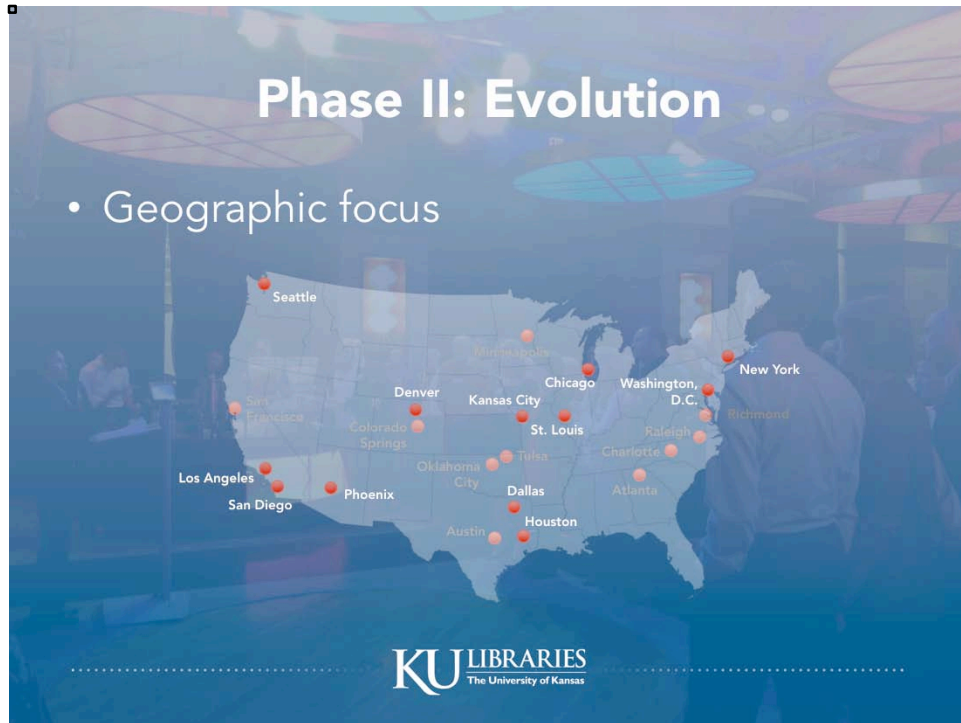 Phase II: Evolution
• Geographic focus
Seattle
Minneapolis
New York
Chicago
Washington,
D.C.
Denver
Kansas City
San
Francisco
Richmond
Colorado
Springs
St. Louis
Raleigh
Charlotte
Tulsa
Oklahoma
City
Los Angeles
Phoenix
San Diego
Dallas
Atlanta
Houston
Austin
KU LIBRARIES
The University of Kansas